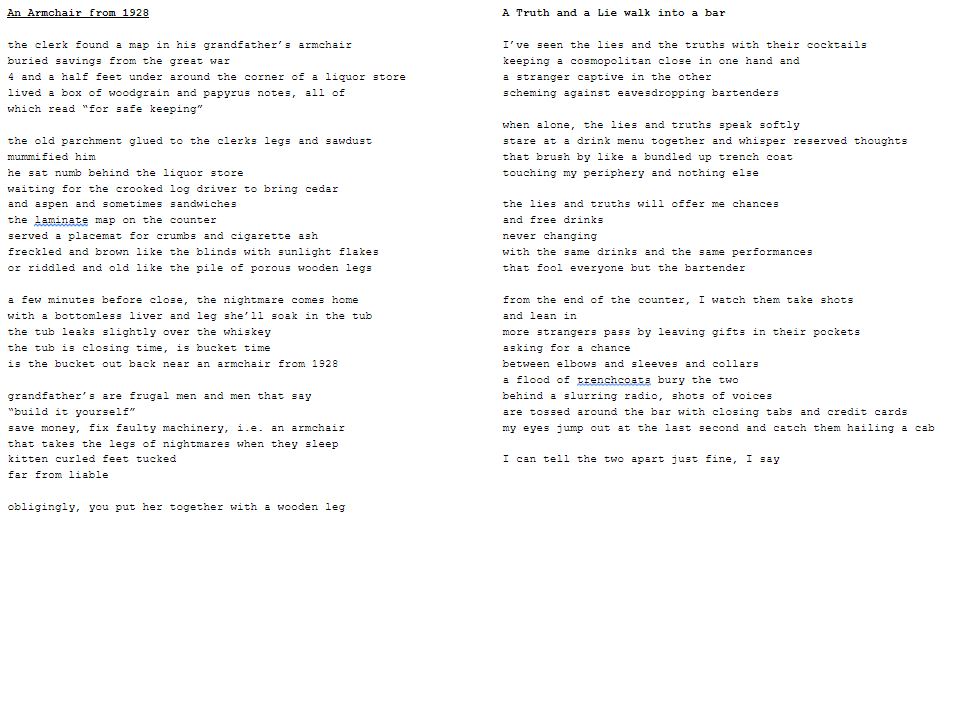 An Armchair from 1928
the clerk found a map in his grandfather's armchair
buried savings from the great war
4 and a half feet under around the corner of a liquor store
lived a box of woodgrain and papyrus notes, all of
which read "for safe keeping"
the old parchment glued to the clerks legs and sawdust
mummified him
he sat numb behind the liquor store
waiting for the crooked log driver to bring cedar
and aspen and sometimes sandwiches
the laminate map on the counter
served a placemat for crumbs and cigarette ash
freckled and brown like the blinds with sunlight flakes
or riddled and old like the pile of porous wooden legs
a few minutes before close, the nightmare comes home
with a bottomless liver and leg she'll soak in the tub
the tub leaks slightly over the whiskey
the tub is closing time, is bucket time
is the bucket out back near an armchair from 1928
grandfather's are frugal men and men that say
"build it yourself"
save money, fix faulty machinery, i.e. an armchair
that takes the legs of nightmares when they sleep
kitten curled feet tucked
far from liable
obligingly, you put her together with a wooden leg
A Truth and a Lie walk into a bar
I've seen the lies and the truths with their cocktails
keeping a cosmopolitan close in one hand and
a stranger captive in the other
scheming against eavesdropping bartenders
when alone, the lies and truths speak softly
stare at a drink menu together and whisper reserved thoughts
that brush by like a bundled up trench coat
touching my periphery and nothing else
the lies and truths will offer me chances
and free drinks
never changing
with the same drinks and the same performances
that fool everyone but the bartender
from the end of the counter, I watch them take shots
and lean in
more strangers pass by leaving gifts in their pockets
asking for a chance
between elbows and sleeves and collars
a flood of trenchcoats bury the two
behind a slurring radio, shots of voices
are tossed around the bar with closing tabs and credit cards
my eyes jump out at the last second and catch them hailing a cab
I can tell the two apart just fine, I say